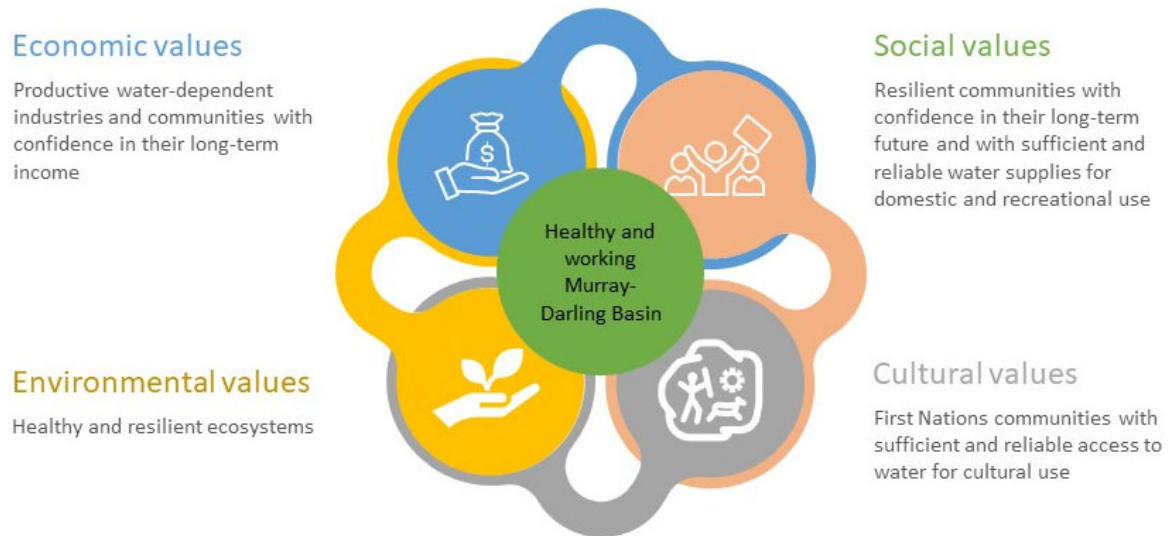 Economic values
Productive water-dependent
industries and communities with
confidence in their long-term
income
Social values
Resilient communities with
confidence in their long-term
future and with sufficient and
reliable water supplies for
domestic and recreational use
$
Healthy and
working
Murray-
Darling Basin
Environmental values
Healthy and resilient ecosystems
Cultural values
First Nations communities with
sufficient and reliable access to
water for cultural use